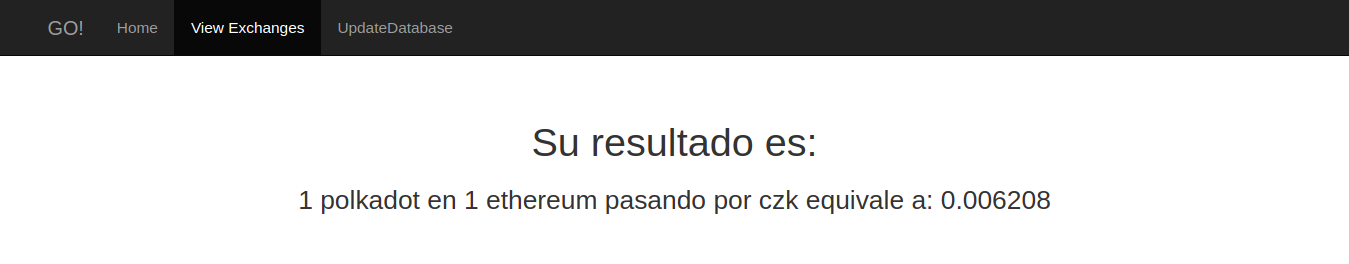 GO! Home View Exchanges UpdateDatabase
Su resultado es:
1 polkadot en 1 ethereum pasando por czk equivale a: 0.006208